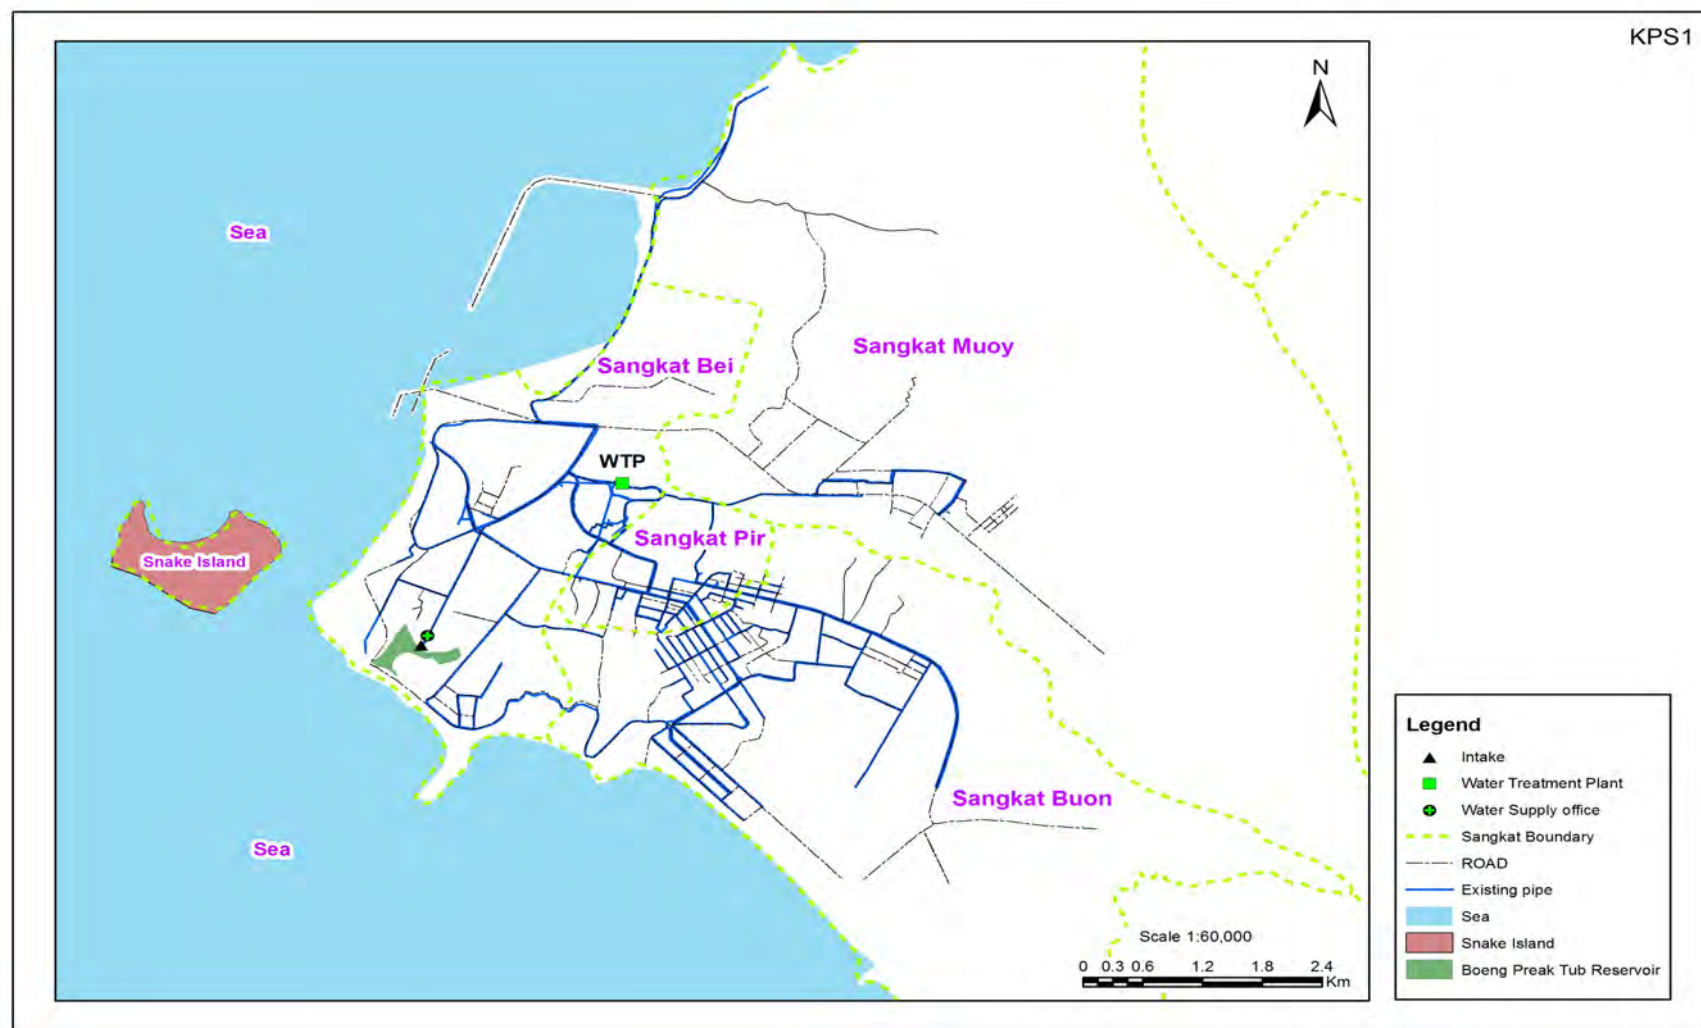 KPS1
N
Sea
Sangkat Muoy
Sangkat Bei
WTP
Sangkat Pir
Snake Island
Sangkat Buon
Sea
Scale 1:60,000
0 0.3 0.6 1.2 1.8 2.4
Km
Legend
Intake
Water Treatment Plant
Water Supply office
Sangkat Boundary
ROAD
Existing pipe
Sea
Snake Island
Boeng Preak Tub Reservoir